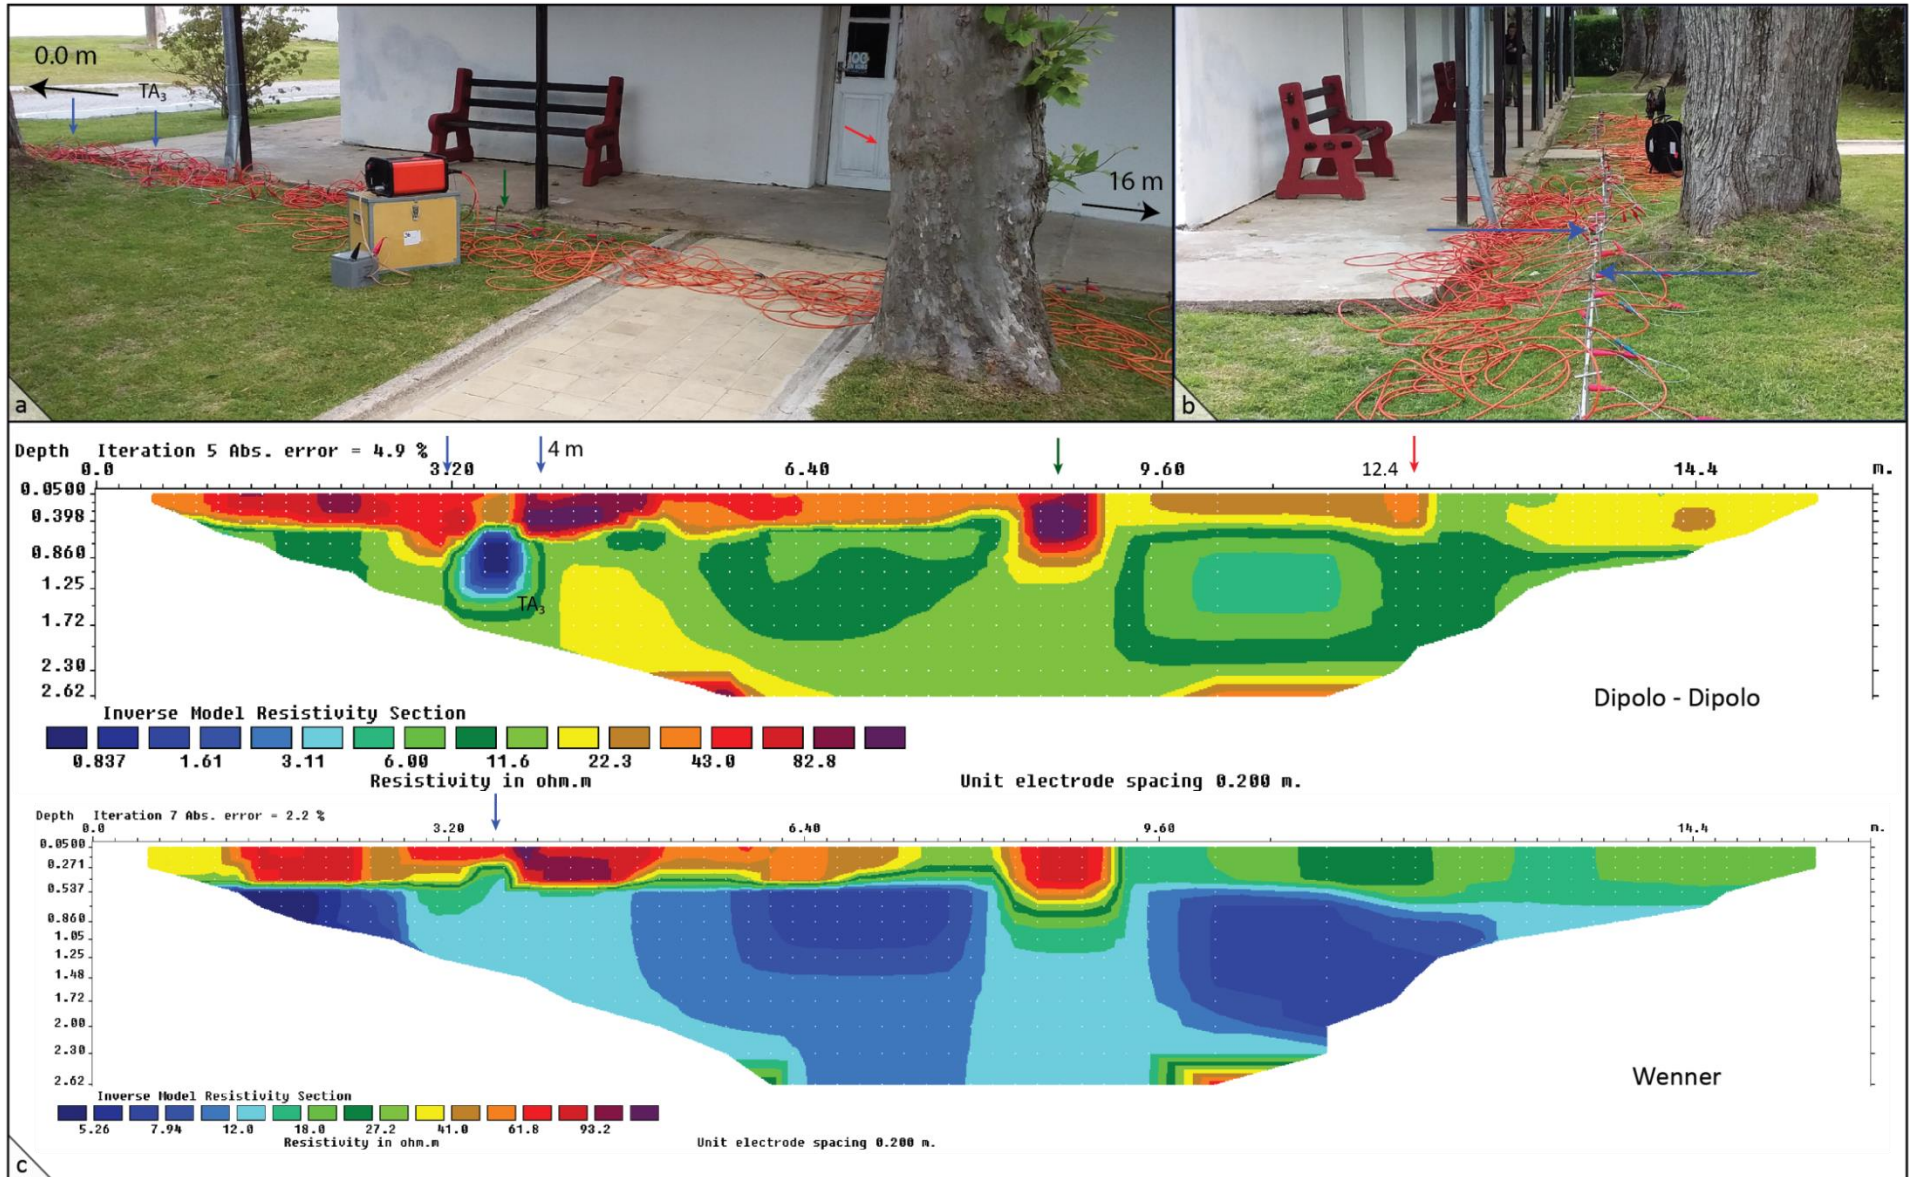 0.0 m
TA₃
100
16 m
a
b
Depth Iteration 5 Abs. error = 4.9 %
4 m
0.0 3.20 6.40 9.60 12.4 14.4 m.
0.0500
0.398
0.860
1.25
1.72
2.30
2.62
TA₃
Dipolo - Dipolo
Inverse Model Resistivity Section
0.837 1.61 3.11 6.00 11.6 22.3 43.0 82.8
Resistivity in ohm.m Unit electrode spacing 0.200 m.
Depth Iteration 7 Abs. error = 2.2 %
0.0 3.20 6.40 9.60 14.4 m.
0.0500
0.271
0.537
0.860
1.05
1.25
1.48
1.72
2.00
2.30
2.62
Wenner
Inverse Model Resistivity Section
5.26 7.94 12.0 18.0 27.2 41.0 61.8 93.2
Resistivity in ohm.m Unit electrode spacing 0.200 m.
c